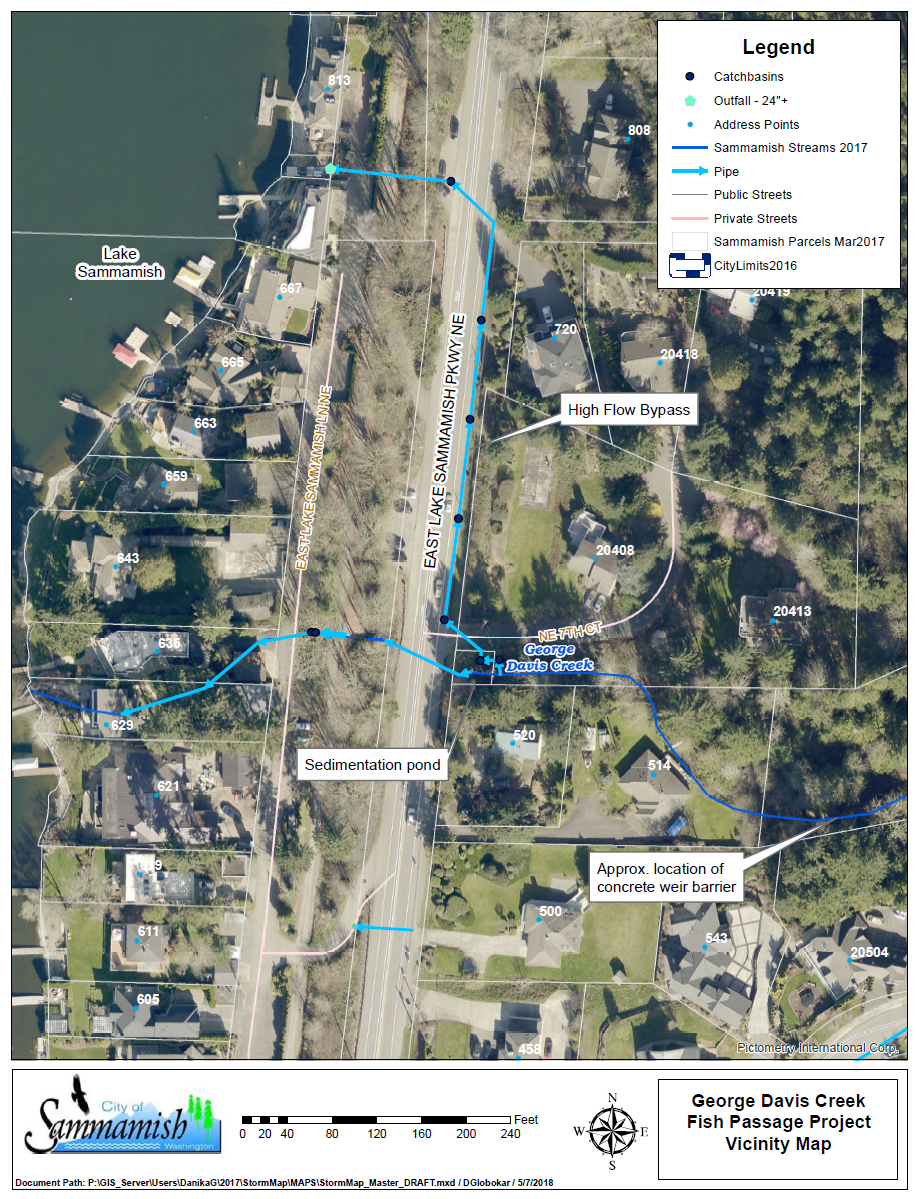 Legend
Catchbasins
Outfall - 24"+
Address Points
Sammamish Streams 2017
Pipe
Public Streets
Private Streets
Sammamish Parcels Mar2017
CityLimits2016
813
808
Lake
Sammamish
667
20419
720
20418
665
EAST LAKE SAMMAMISH PKWY NE
High Flow Bypass
663
EAST LAKE SAMMAMISH LN NE
659
643
20408
20413
NE 7TH CT
635
George
Davis Creek
629
520
Sedimentation pond
514
621
Approx. location of
concrete weir barrier
9
500
611
543
20504
605
458
Pictometry International Corp.
City of
Sammamish
Washington
Feet
0 20 40 80 120 160 200 240
N
W E
S
George Davis Creek
Fish Passage Project
Vicinity Map
Document Path: P:\GIS_Server\Users\DanikaG\2017\StormMap\MAPS\StormMap_Master_DRAFT.mxd / DGlobokar / 5/7/2018